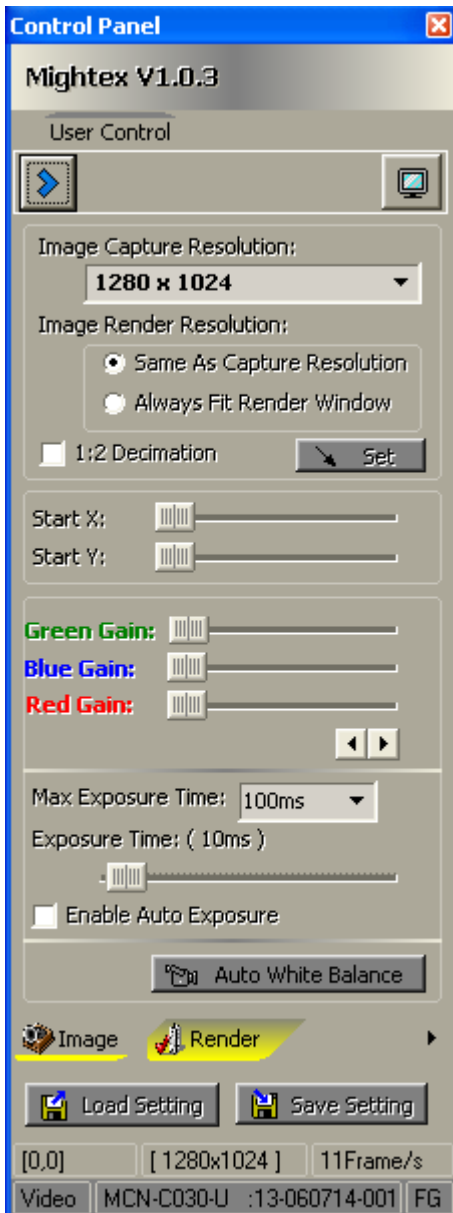 Control Panel
Mightex V1.0.3
User Control
Image Capture Resolution:
1280 x 1024
Image Render Resolution:
Same As Capture Resolution
Always Fit Render Window
1:2 Decimation Set
Start X:
Start Y:
Green Gain:
Blue Gain:
Red Gain:
Max Exposure Time: 100ms
Exposure Time: ( 10ms )
Enable Auto Exposure
Auto White Balance
Image Render
Load Setting Save Setting
[0,0] [ 1280x1024 ] 11Frame/s
Video MCN-C030-U :13-060714-001 FG